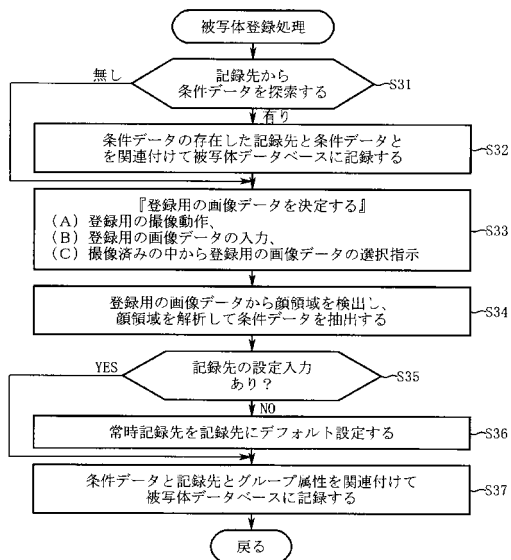 被写体登録処理
無し
記録先から
条件データを探索する
S31
有り
条件データの存在した記録先と条件データと
を関連付けて被写体データベースに記録する
S32
『登録用の画像データを決定する』
(A)登録用の撮像動作、
(B)登録用の画像データの入力、
(C)撮像済みの中から登録用の画像データの選択指示
S33
登録用の画像データから顔領域を検出し、
顔領域を解析して条件データを抽出する
S34
YES
記録先の設定入力
あり?
S35
NO
常時記録先を記録先にデフォルト設定する
S36
条件データと記録先とグループ属性を関連付けて
被写体データベースに記録する
S37
戻る